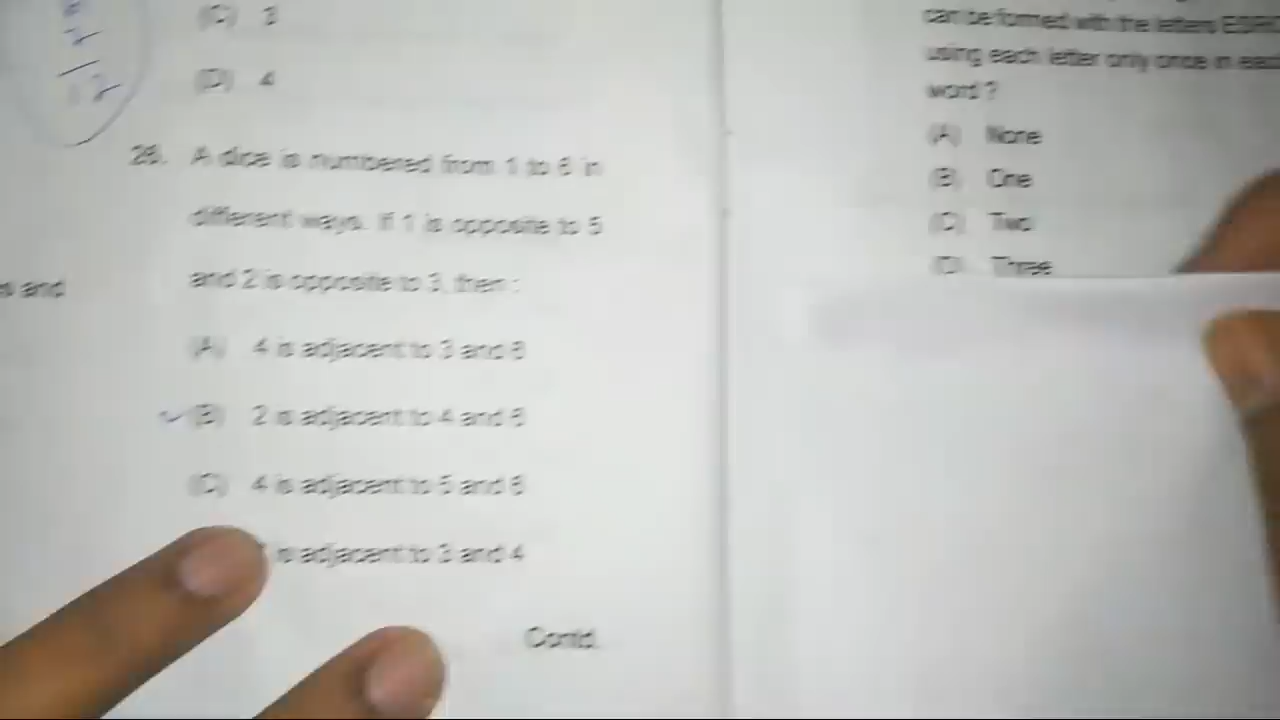 (C) 3
(D) 4
12
26. A dice is numbered from 1 to 6 in
different ways. If 1 is opposite to 5
and 2 is opposite to 3, then :
(A) 4 is adjacent to 3 and 6
(B) 2 is adjacent to 4 and 6
(C) 4 is adjacent to 5 and 6
is adjacent to 3 and 4
Contd.
and
can be formed with the letters
using each letter only once in
word ?
(A) None
(B) One
(C) Two
(D) Three